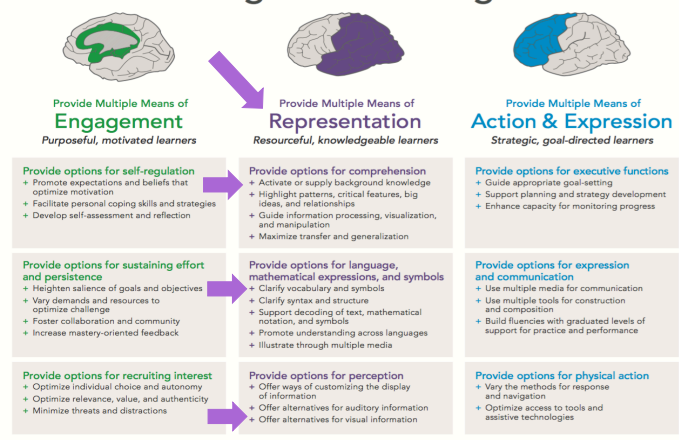 Provide Multiple Means of
Engagement
Purposeful, motivated learners
Provide options for self-regulation
+ Promote expectations and beliefs that
optimize motivation
+ Facilitate personal coping skills and strategies
+ Develop self-assessment and reflection
Provide options for sustaining effort
and persistence
+ Heighten salience of goals and objectives
+ Vary demands and resources to
optimize challenge
+ Foster collaboration and community
+ Increase mastery-oriented feedback
Provide options for recruiting interest
+ Optimize individual choice and autonomy
+ Optimize relevance, value, and authenticity
+ Minimize threats and distractions
Provide Multiple Means of
Representation
Resourceful, knowledgeable learners
Provide options for comprehension
+ Activate or supply background knowledge
+ Highlight patterns, critical features, big
ideas, and relationships
+ Guide information processing, visualization,
and manipulation
+ Maximize transfer and generalization
Provide options for language,
mathematical expressions, and symbols
+ Clarify vocabulary and symbols
+ Clarify syntax and structure
+ Support decoding of text, mathematical
notation, and symbols
+ Promote understanding across languages
+ Illustrate through multiple media
Provide options for perception
+ Offer ways of customizing the display
of information
+ Offer alternatives for auditory information
+ Offer alternatives for visual information
Provide Multiple Means of
Action & Expression
Strategic, goal-directed learners
Provide options for executive functions
+ Guide appropriate goal-setting
+ Support planning and strategy development
+ Enhance capacity for monitoring progress
Provide options for expression
and communication
+ Use multiple media for communication
+ Use multiple tools for construction
and composition
+ Build fluencies with graduated levels of
support for practice and performance
Provide options for physical action
+ Vary the methods for response
and navigation
+ Optimize access to tools and
assistive technologies